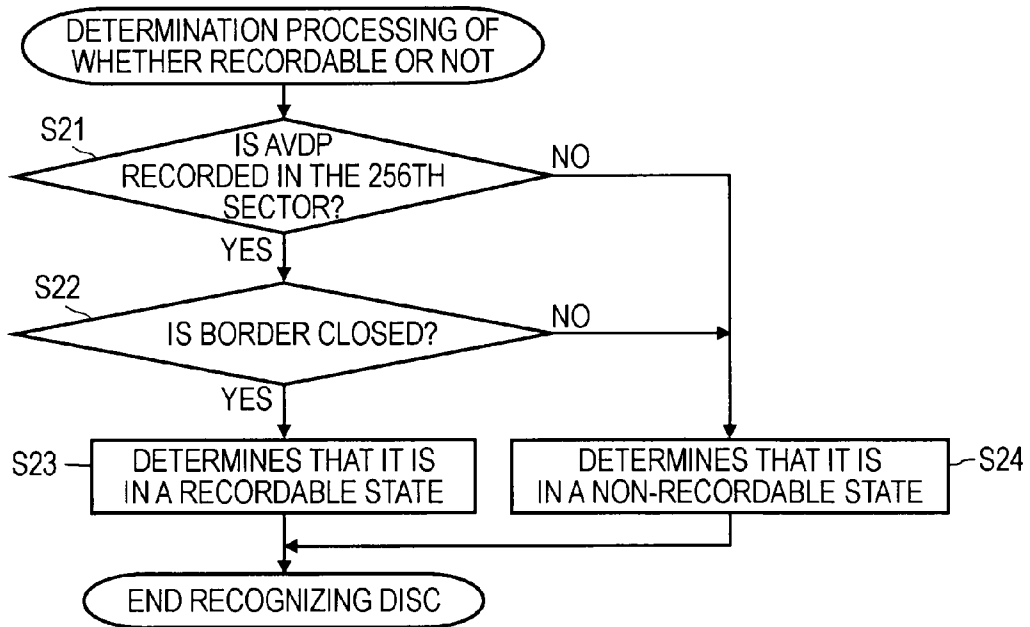 DETERMINATION PROCESSING OF
WHETHER RECORDABLE OR NOT
S21
IS AVDP
RECORDED IN THE 256TH
SECTOR?
NO
YES
S22
IS BORDER CLOSED?
NO
YES
S23
DETERMINES THAT IT IS
IN A RECORDABLE STATE
DETERMINES THAT IT IS
IN A NON-RECORDABLE STATE
S24
END RECOGNIZING DISC